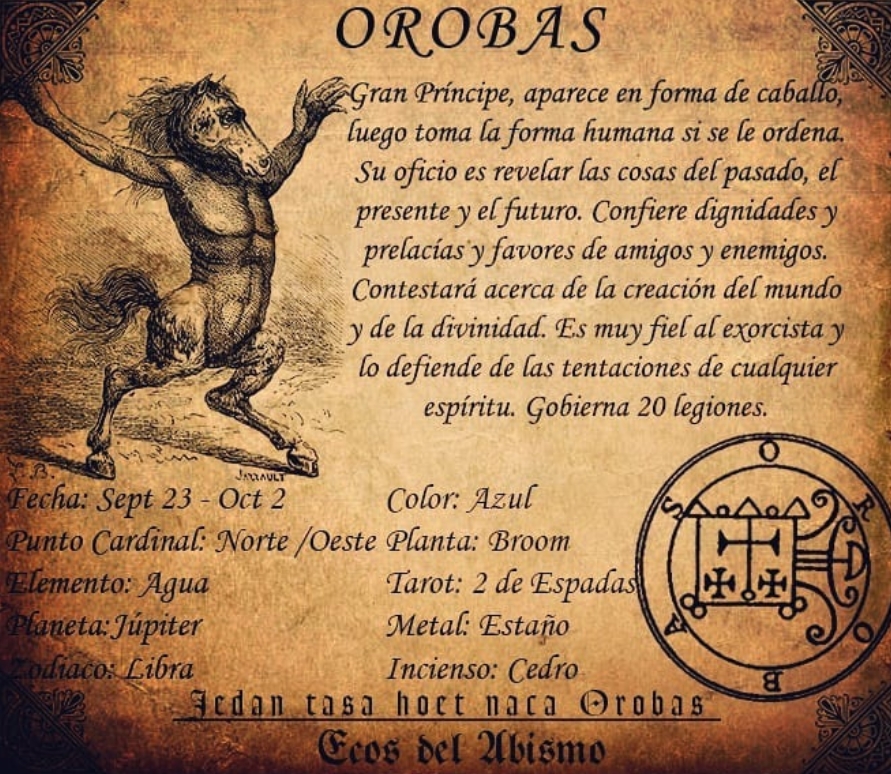 OROBAS
Gran Príncipe, aparece en forma de caballo,
luego toma la forma humana si se le ordena.
Su oficio es revelar las cosas del pasado, el
presente y el futuro. Confiere dignidades y
prelacías y favores de amigos y enemigos.
Contestará acerca de la creación del mundo
y de la divinidad. Es muy fiel al exorcista y
lo defiende de las tentaciones de cualquier
espíritu. Gobierna 20 legiones.
L. B.
JARRAULT
Fecha: Sept 23 - Oct 2
Punto Cardinal: Norte /Oeste
Elemento: Agua
Planeta:Júpiter
Zodiaco: Libra
Color: Azul
Planta: Broom
Tarot: 2 de Espadas
Metal: Estaño
Incienso: Cedro
OROBAS
Jedan tasa hoet naca Orobas
Ecos del Abismo